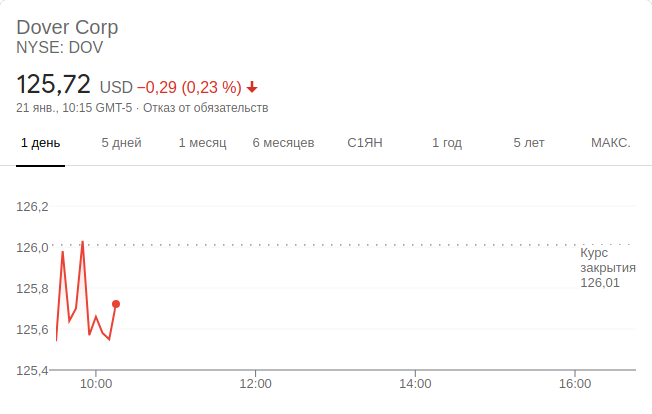 Dover Corp
NYSE: DOV
125,72 USD −0,29 (0,23 %)
21 янв., 10:15 GMT-5 · Отказ от обязательств
1 день 5 дней 1 месяц 6 месяцев С1ЯН 1 год 5 лет МАКС.
126,2
126,0
Курс
закрытия
126,01
125,8
125,6
125,4
10:00 12:00 14:00 16:00